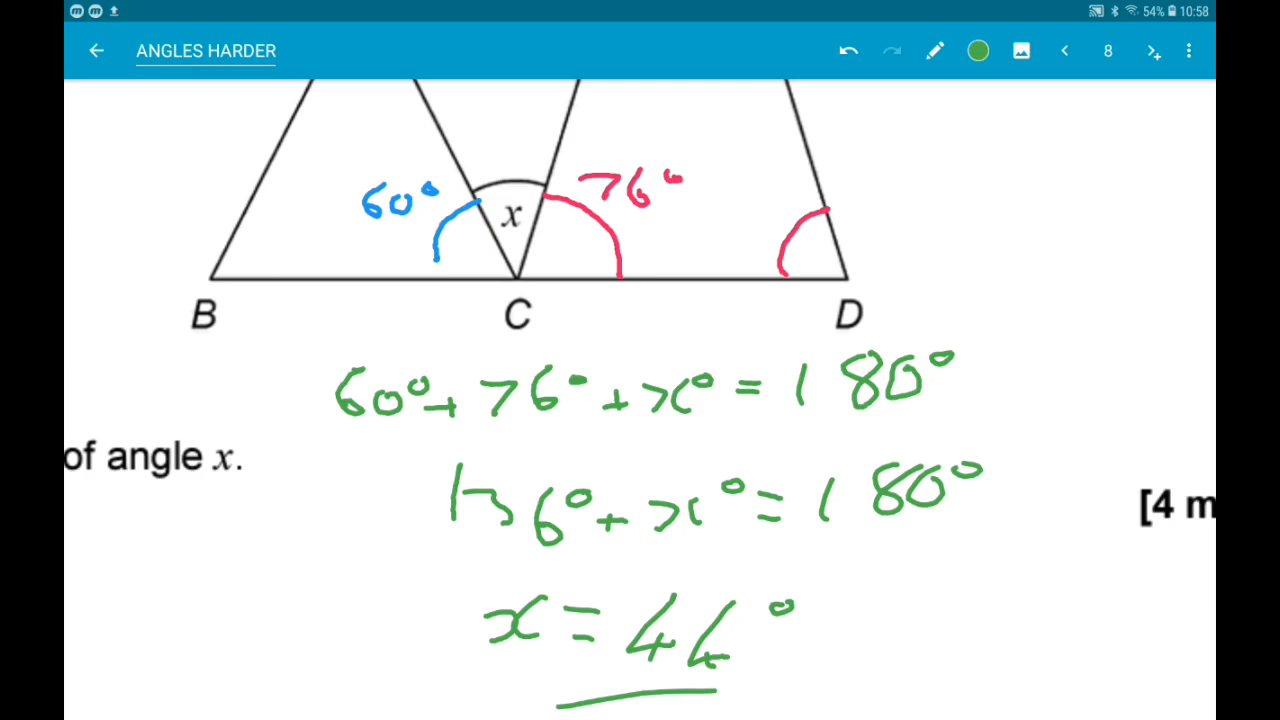 54% 10:58
ANGLES HARDER
8
60° x 76°
B C D
60° + 76° + x° = 180°
of angle x.
136° + x° = 180°
[4 m
x = 44°